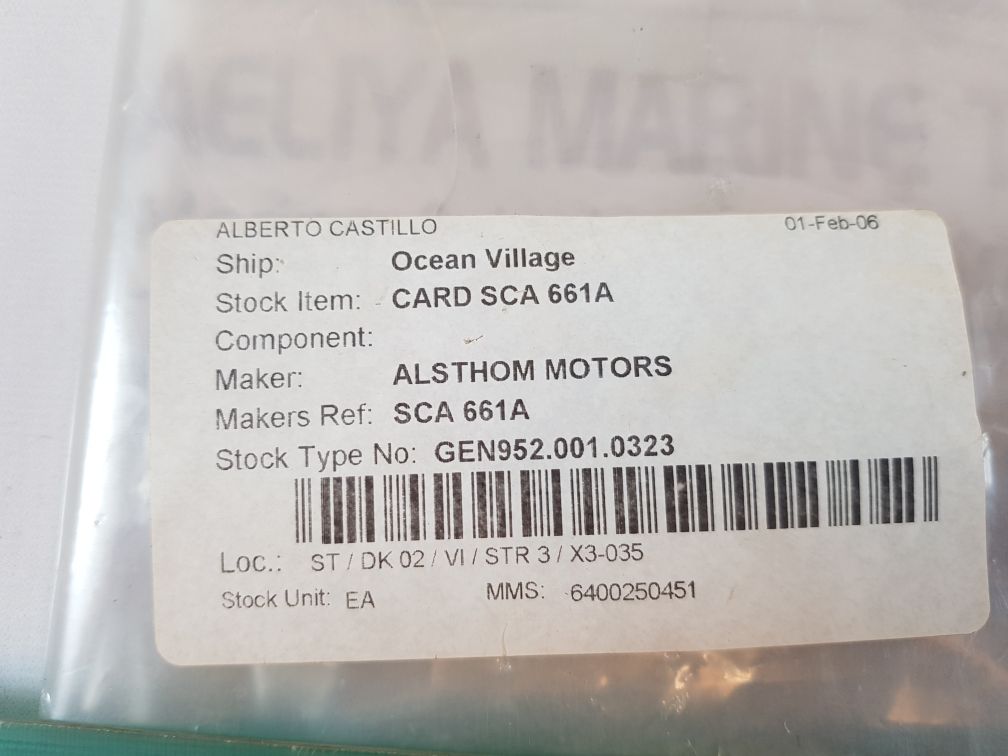 AELIYA MARINE
ALBERTO CASTILLO 01-Feb-06
Ship: Ocean Village
Stock Item: CARD SCA 661A
Component:
Maker: ALSTHOM MOTORS
Makers Ref: SCA 661A
Stock Type No: GEN952.001.0323
Loc.: ST / DK 02 / VI / STR 3 / X3-035
Stock Unit: EA MMS: 6400250451